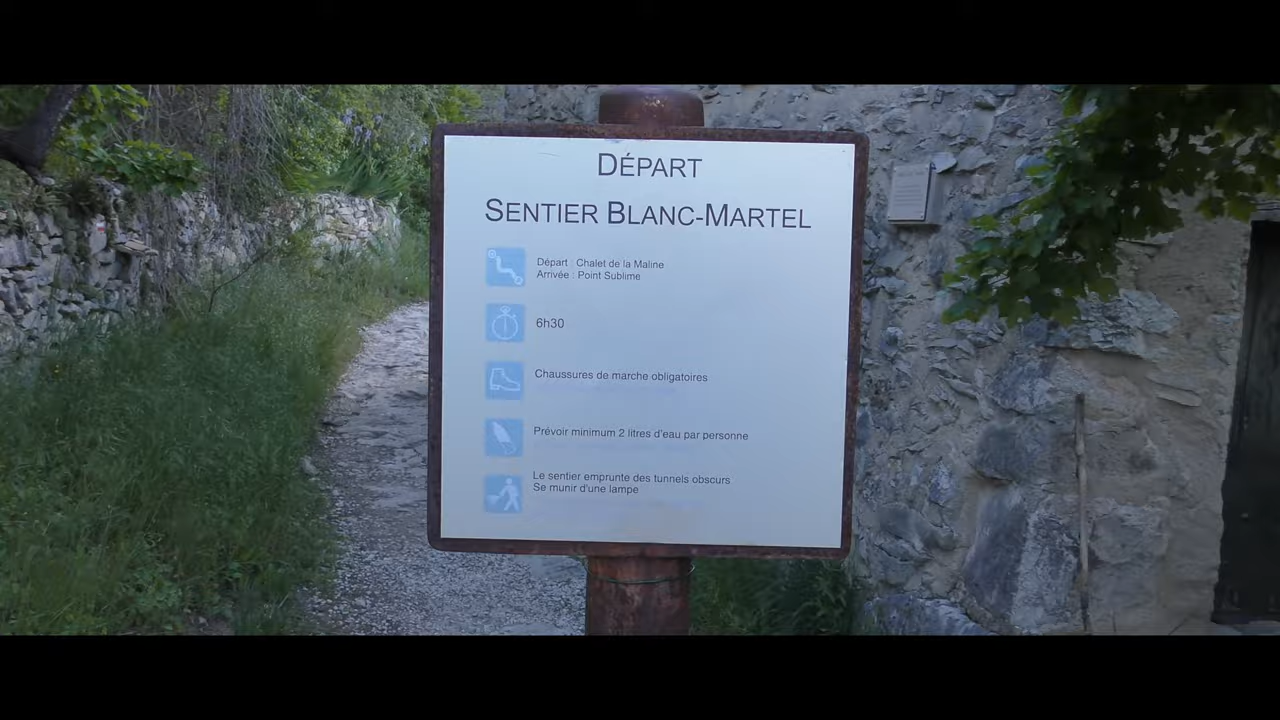 DÉPART
SENTIER BLANC-MARTEL
Départ : Chalet de la Maline
Arrivée : Point Sublime
6h30
Chaussures de marche obligatoires
Prévoir minimum 2 litres d'eau par personne
Le sentier emprunte des tunnels obscurs
Se munir d'une lampe